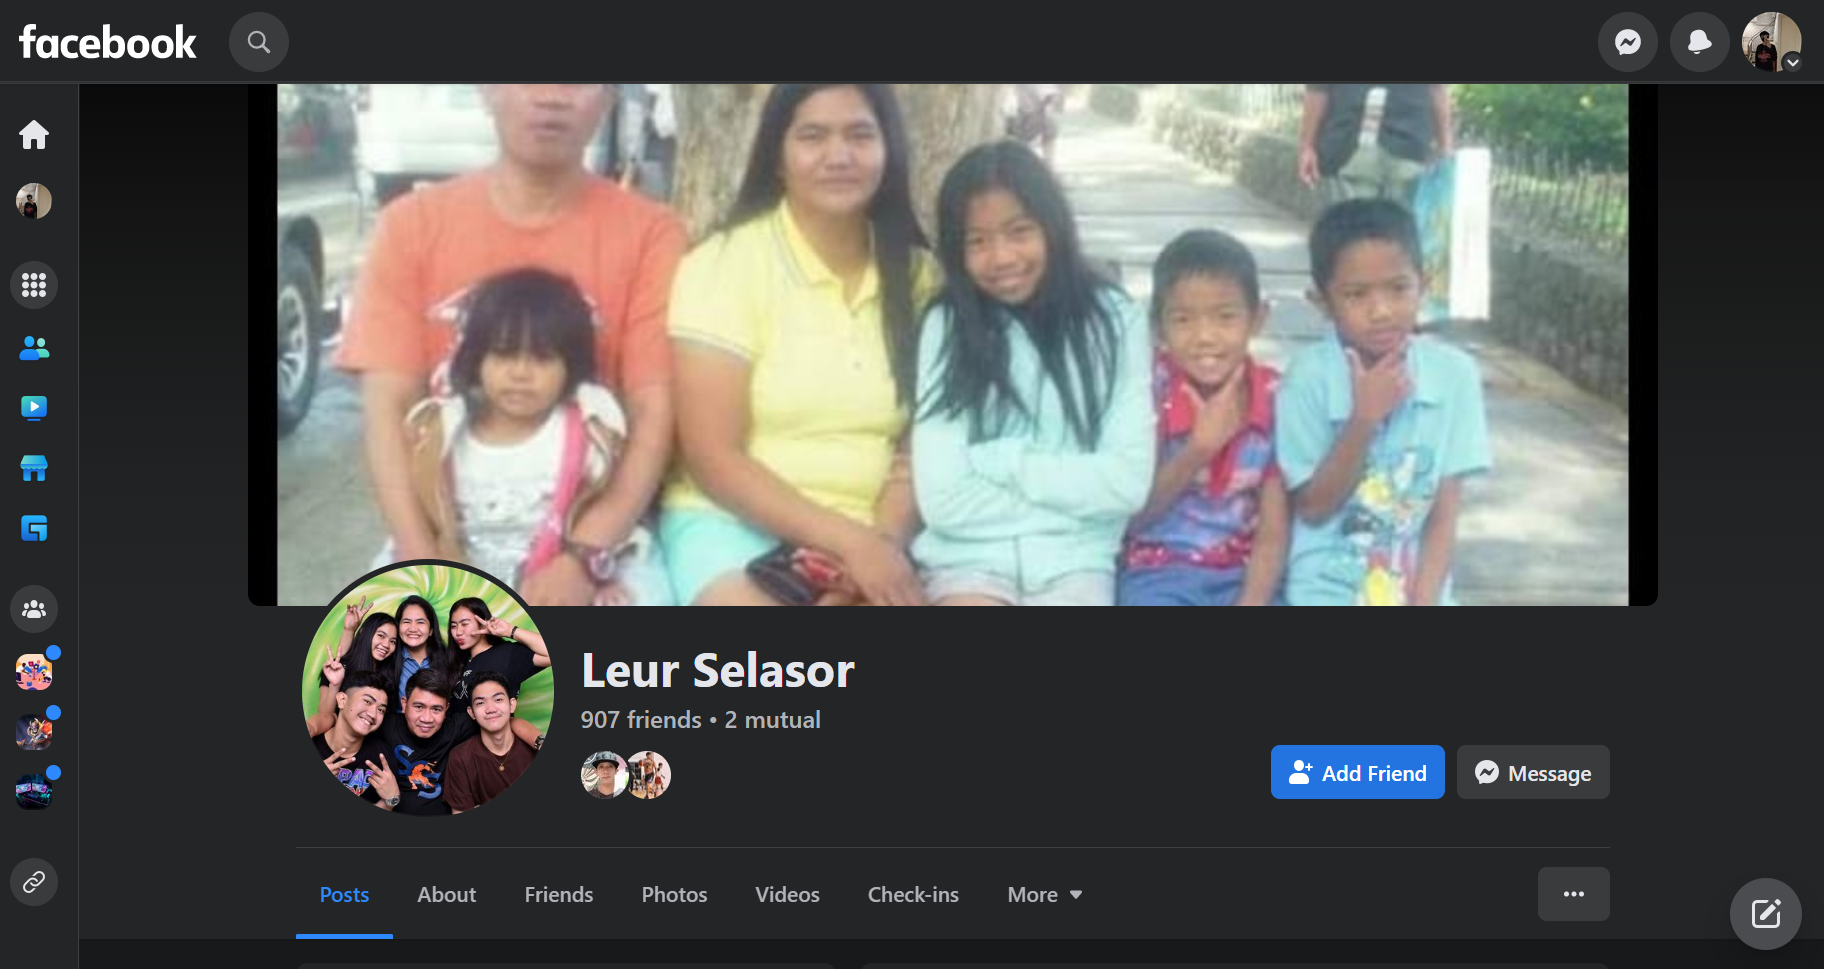 facebook
Leur Selasor
907 friends • 2 mutual
Add Friend
Message
Posts
About
Friends
Photos
Videos
Check-ins
More